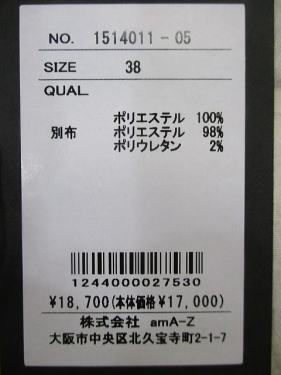 NO. 1514011-05
SIZE 38
QUAL
ポリエステル 100%
別布 ポリエステル 98%
ポリウレタン 2%
1244000027530
¥18,700(本体価格¥17,000)
株式会社 amA-Z
大阪市中央区北久宝寺町2-1-7